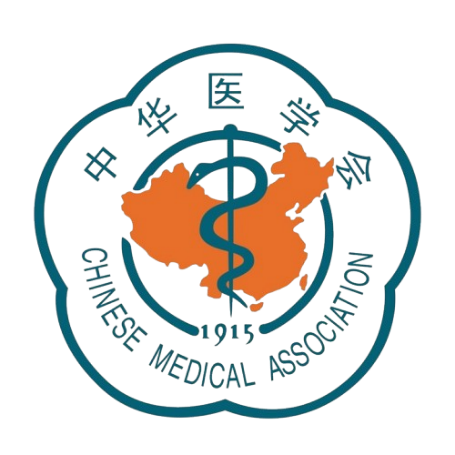 中华医学会
1915
CHINESE MEDICAL ASSOCIATION